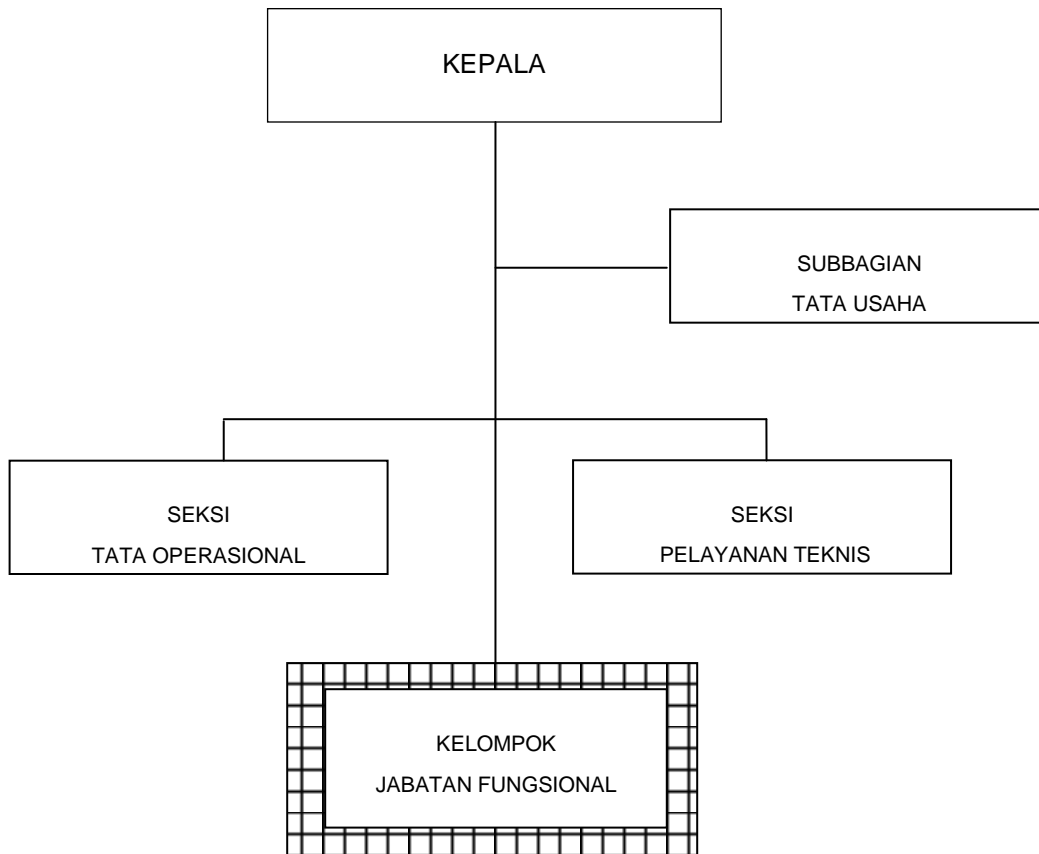 KEPALA
SUBBAGIAN
TATA USAHA
SEKSI
TATA OPERASIONAL
SEKSI
PELAYANAN TEKNIS
KELOMPOK
JABATAN FUNGSIONAL